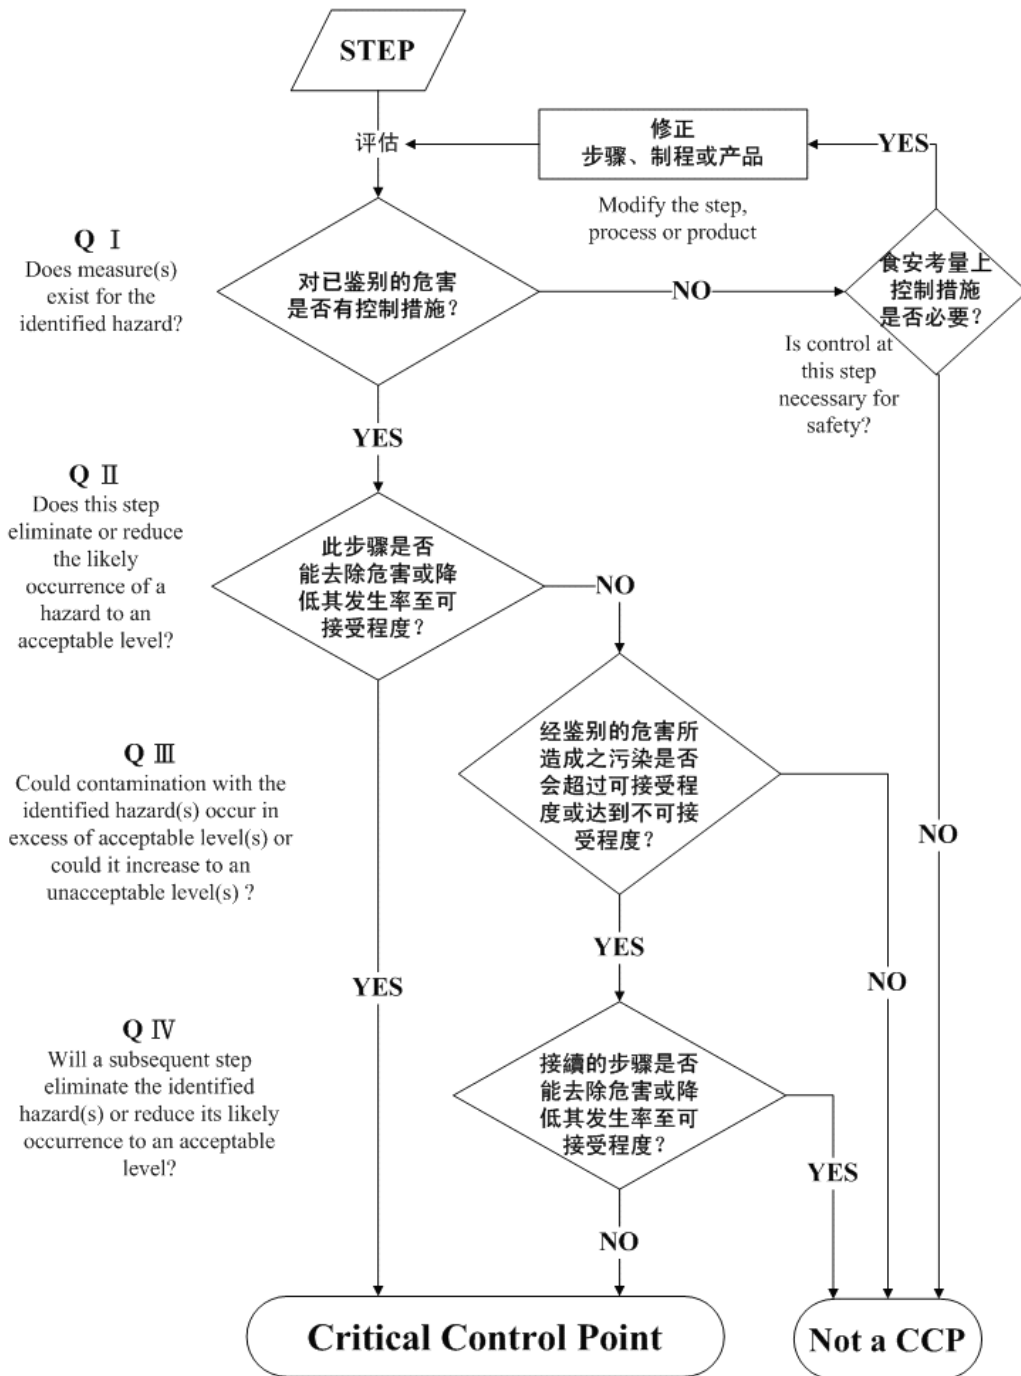 STEP
评估
修正
步骤、制程或产品
YES
Modify the step,
process or product
Q Ⅰ
Does measure(s)
exist for the
identified hazard?
对已鉴别的危害
是否有控制措施？
NO
食安考量上
控制措施
是否必要？
Is control at
this step
necessary for
safety?
YES
Q Ⅱ
Does this step
eliminate or reduce
the likely
occurrence of a
hazard to an
acceptable level?
此步骤是否
能去除危害或降
低其发生率至可
接受程度？
NO
Q Ⅲ
Could contamination with the
identified hazard(s) occur in
excess of acceptable level(s) or
could it increase to an
unacceptable level(s) ?
经鉴别的危害所
造成之污染是否
会超过可接受程
度或达到不可接
受程度？
NO
YES
NO
YES
Q Ⅳ
Will a subsequent step
eliminate the identified
hazard(s) or reduce its likely
occurrence to an acceptable
level?
接續的步骤是否
能去除危害或降
低其发生率至可
接受程度？
YES
NO
Critical Control Point
Not a CCP